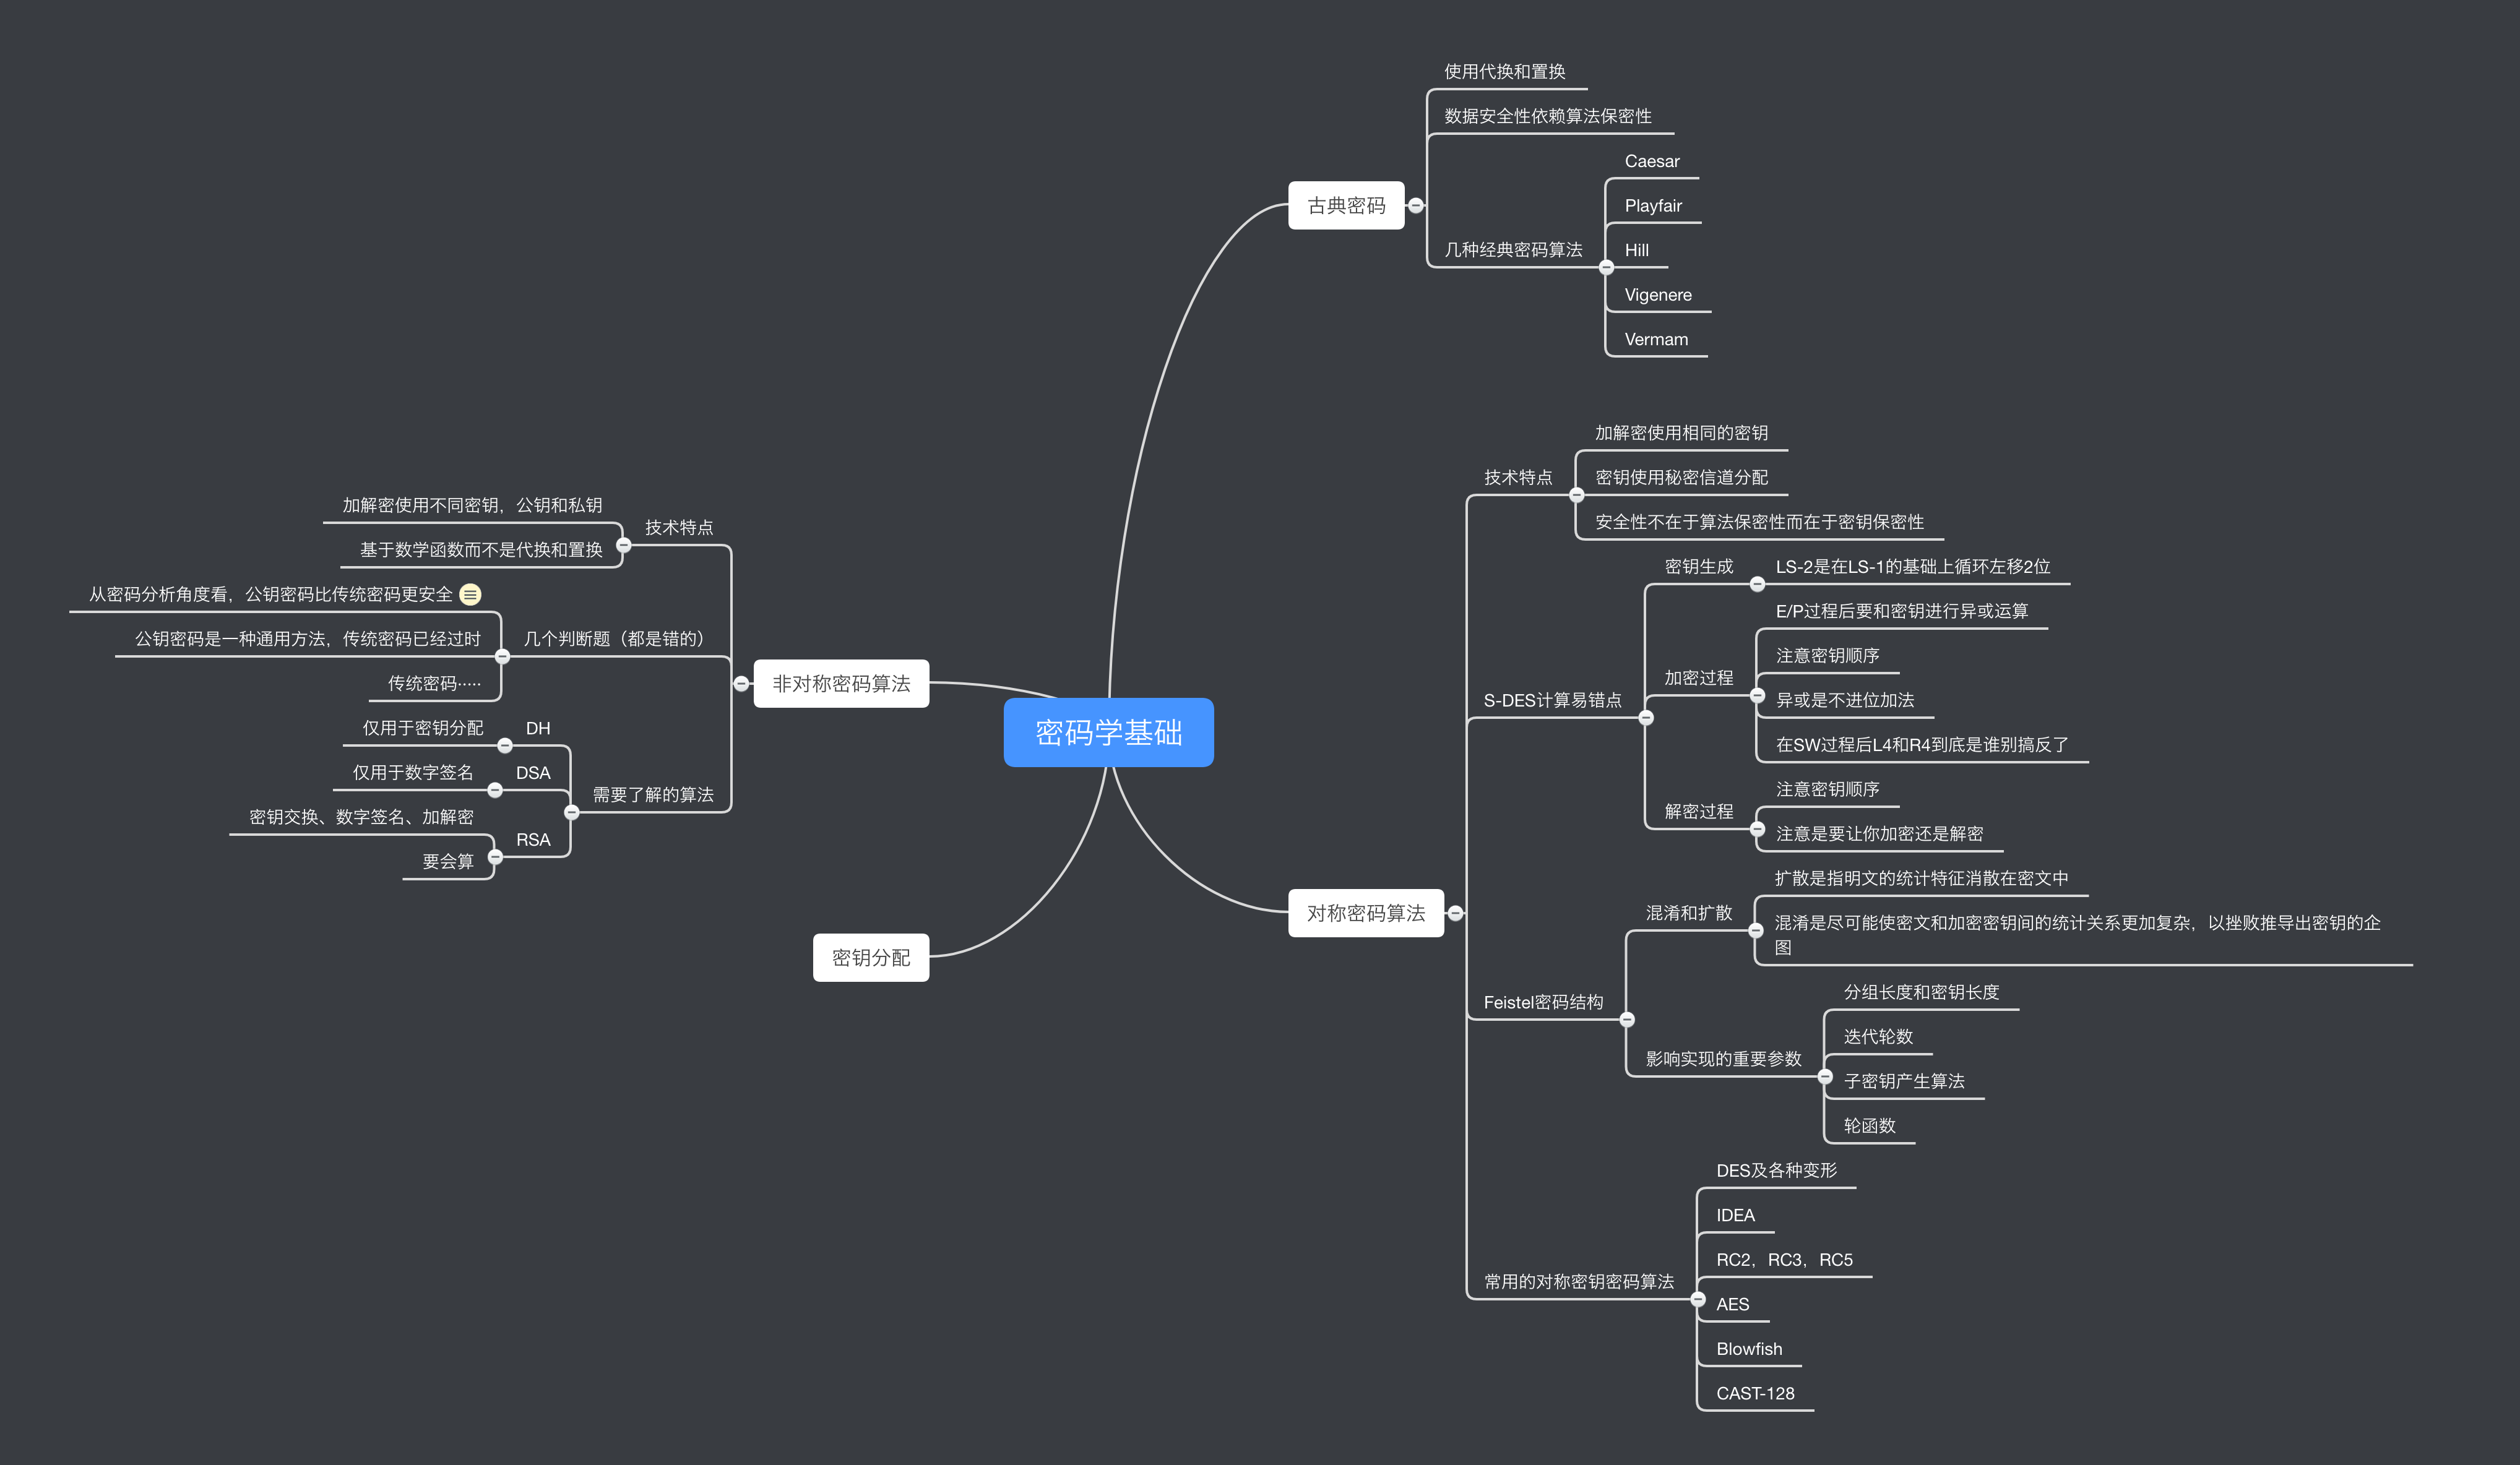 密码学基础
古典密码
使用代换和置换
数据安全性依赖算法保密性
几种经典密码算法
Caesar
Playfair
Hill
Vigenere
Vermam
对称密码算法
技术特点
加解密使用相同的密钥
密钥使用秘密信道分配
安全性不在于算法保密性而在于密钥保密性
S-DES计算易错点
密钥生成
LS-2是在LS-1的基础上循环左移2位
加密过程
E/P过程后要和密钥进行异或运算
注意密钥顺序
异或是不进位加法
在SW过程后L4和R4到底是谁别搞反了
解密过程
注意密钥顺序
注意是要让你加密还是解密
Feistel密码结构
混淆和扩散
扩散是指明文的统计特征消散在密文中
混淆是尽可能使密文和加密密钥间的统计关系更加复杂，以挫败推导出密钥的企
图
影响实现的重要参数
分组长度和密钥长度
迭代轮数
子密钥产生算法
轮函数
常用的对称密钥密码算法
DES及各种变形
IDEA
RC2，RC3，RC5
AES
Blowfish
CAST-128
非对称密码算法
技术特点
加解密使用不同密钥，公钥和私钥
基于数学函数而不是代换和置换
几个判断题（都是错的）
从密码分析角度看，公钥密码比传统密码更安全
公钥密码是一种通用方法，传统密码已经过时
传统密码·····
需要了解的算法
DH
仅用于密钥分配
DSA
仅用于数字签名
RSA
密钥交换、数字签名、加解密
要会算
密钥分配